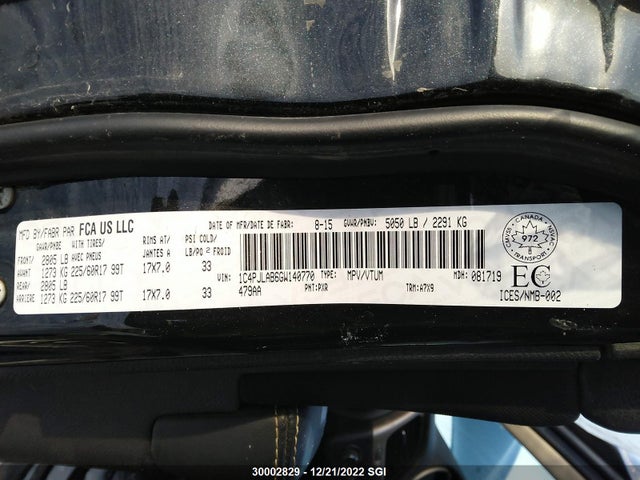 MFD BY/FABR PAR FCA US LLC
DATE OF MFR/DATE DE FABR: 8-15 GVWR/PNBV: 5050 LB / 2291 KG
GAWR/PNBE WITH/TIRES/ RIMS AT/ PSI COLD/
FRONT/ 2805 LB AVEC PNEUS JANTES A LB/PO 2 FROID
AVANT 1273 KG 225/60R17 99T 17X7.0 33
REAR/ 2805 LB
ARRIERE 1273 KG 225/60R17 99T 17X7.0 33
1C4PJLAB6GW140770 TYPE: MPV/VTUM MDH: 081719
479AA PNT:PXR TRM:A7X9
CANADA
972
TRANSPORT
EC
ICES/NMB-002
30002829 - 12/21/2022 SGI